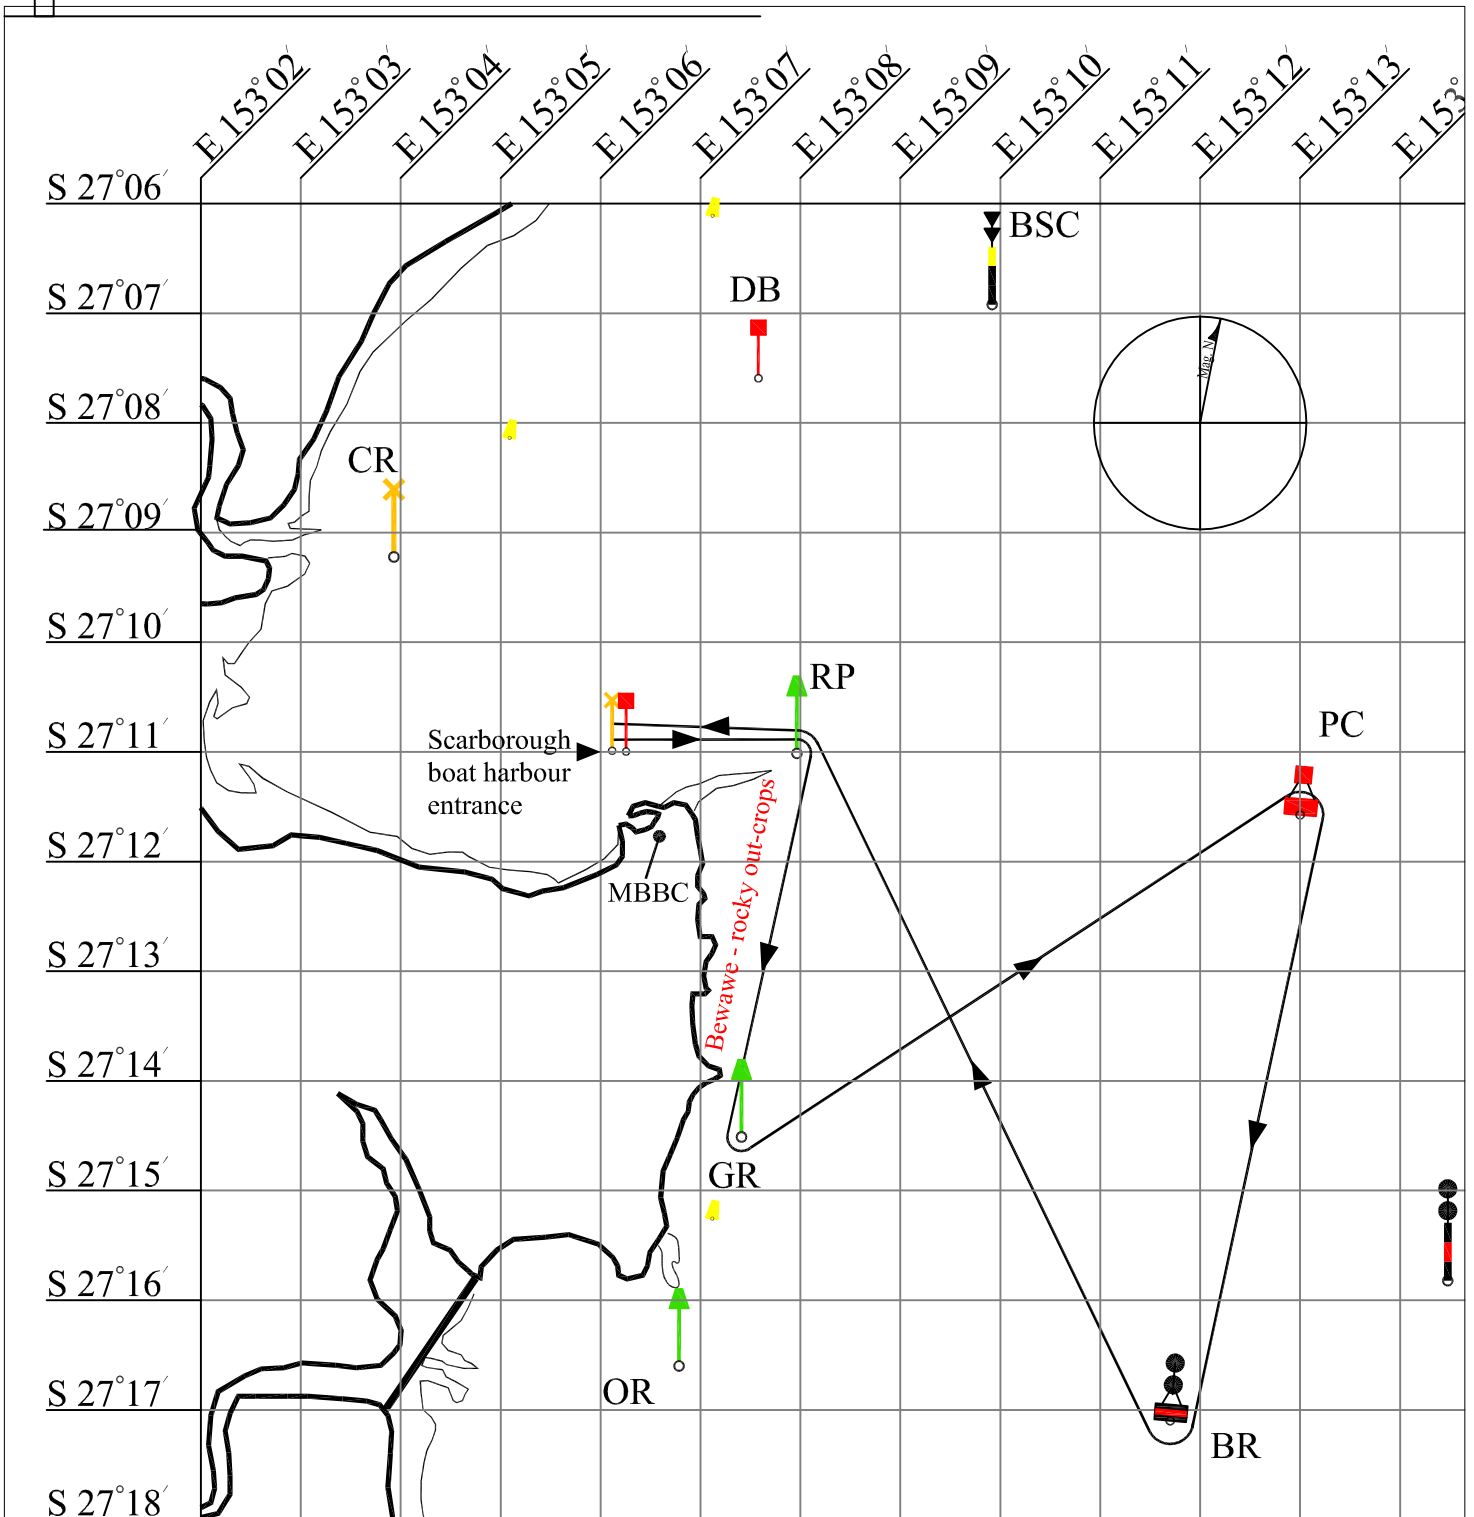 E 153°02′
E 153°03′
E 153°04′
E 153°05′
E 153°06′
E 153°07′
E 153°08′
E 153°09′
E 153°10′
E 153°11′
E 153°12′
E 153°13′
E 153°
S 27°06′
BSC
DB
S 27°07′
Mag. N
S 27°08′
CR
S 27°09′
S 27°10′
RP
PC
S 27°11′
Scarborough
boat harbour
entrance
Bewawe - rocky out-crops
S 27°12′
MBBC
S 27°13′
S 27°14′
S 27°15′
GR
S 27°16′
OR
S 27°17′
BR
S 27°18′